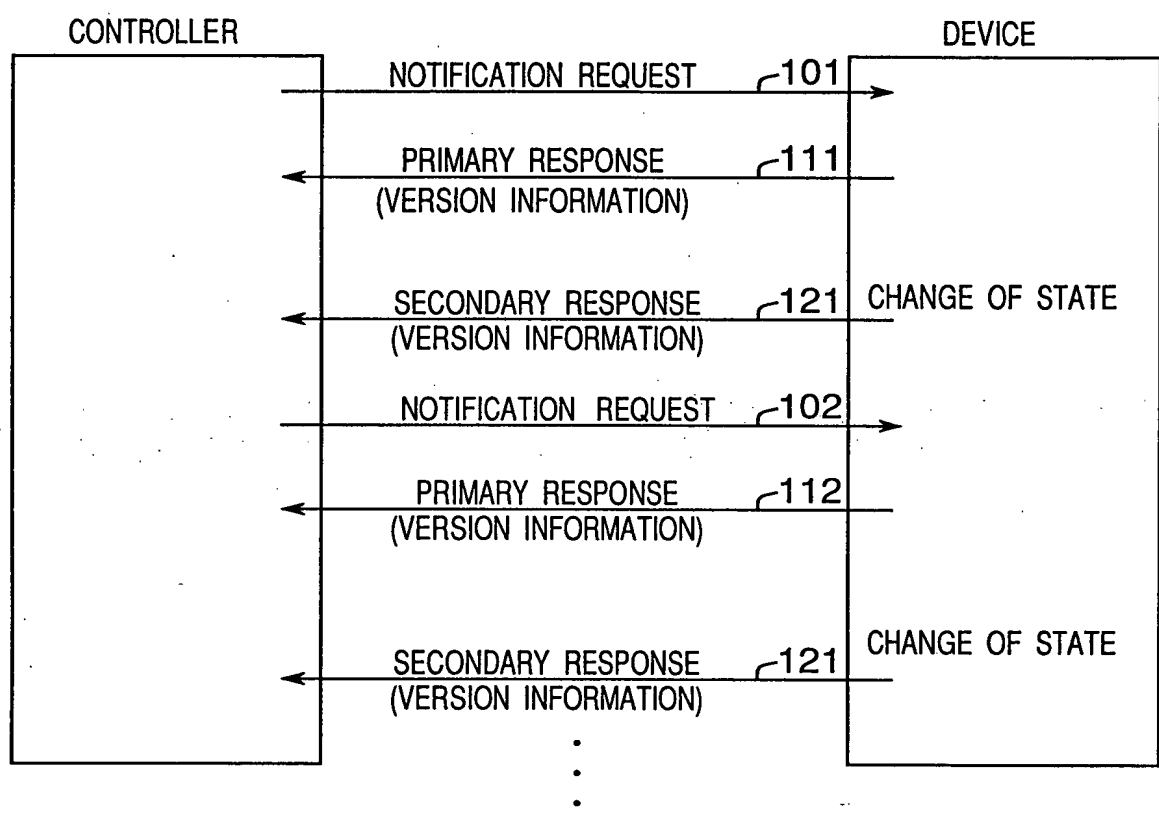 CONTROLLER
DEVICE
NOTIFICATION REQUEST 101
PRIMARY RESPONSE 111
(VERSION INFORMATION)
SECONDARY RESPONSE 121 CHANGE OF STATE
(VERSION INFORMATION)
NOTIFICATION REQUEST 102
PRIMARY RESPONSE 112
(VERSION INFORMATION)
CHANGE OF STATE
SECONDARY RESPONSE 121
(VERSION INFORMATION)